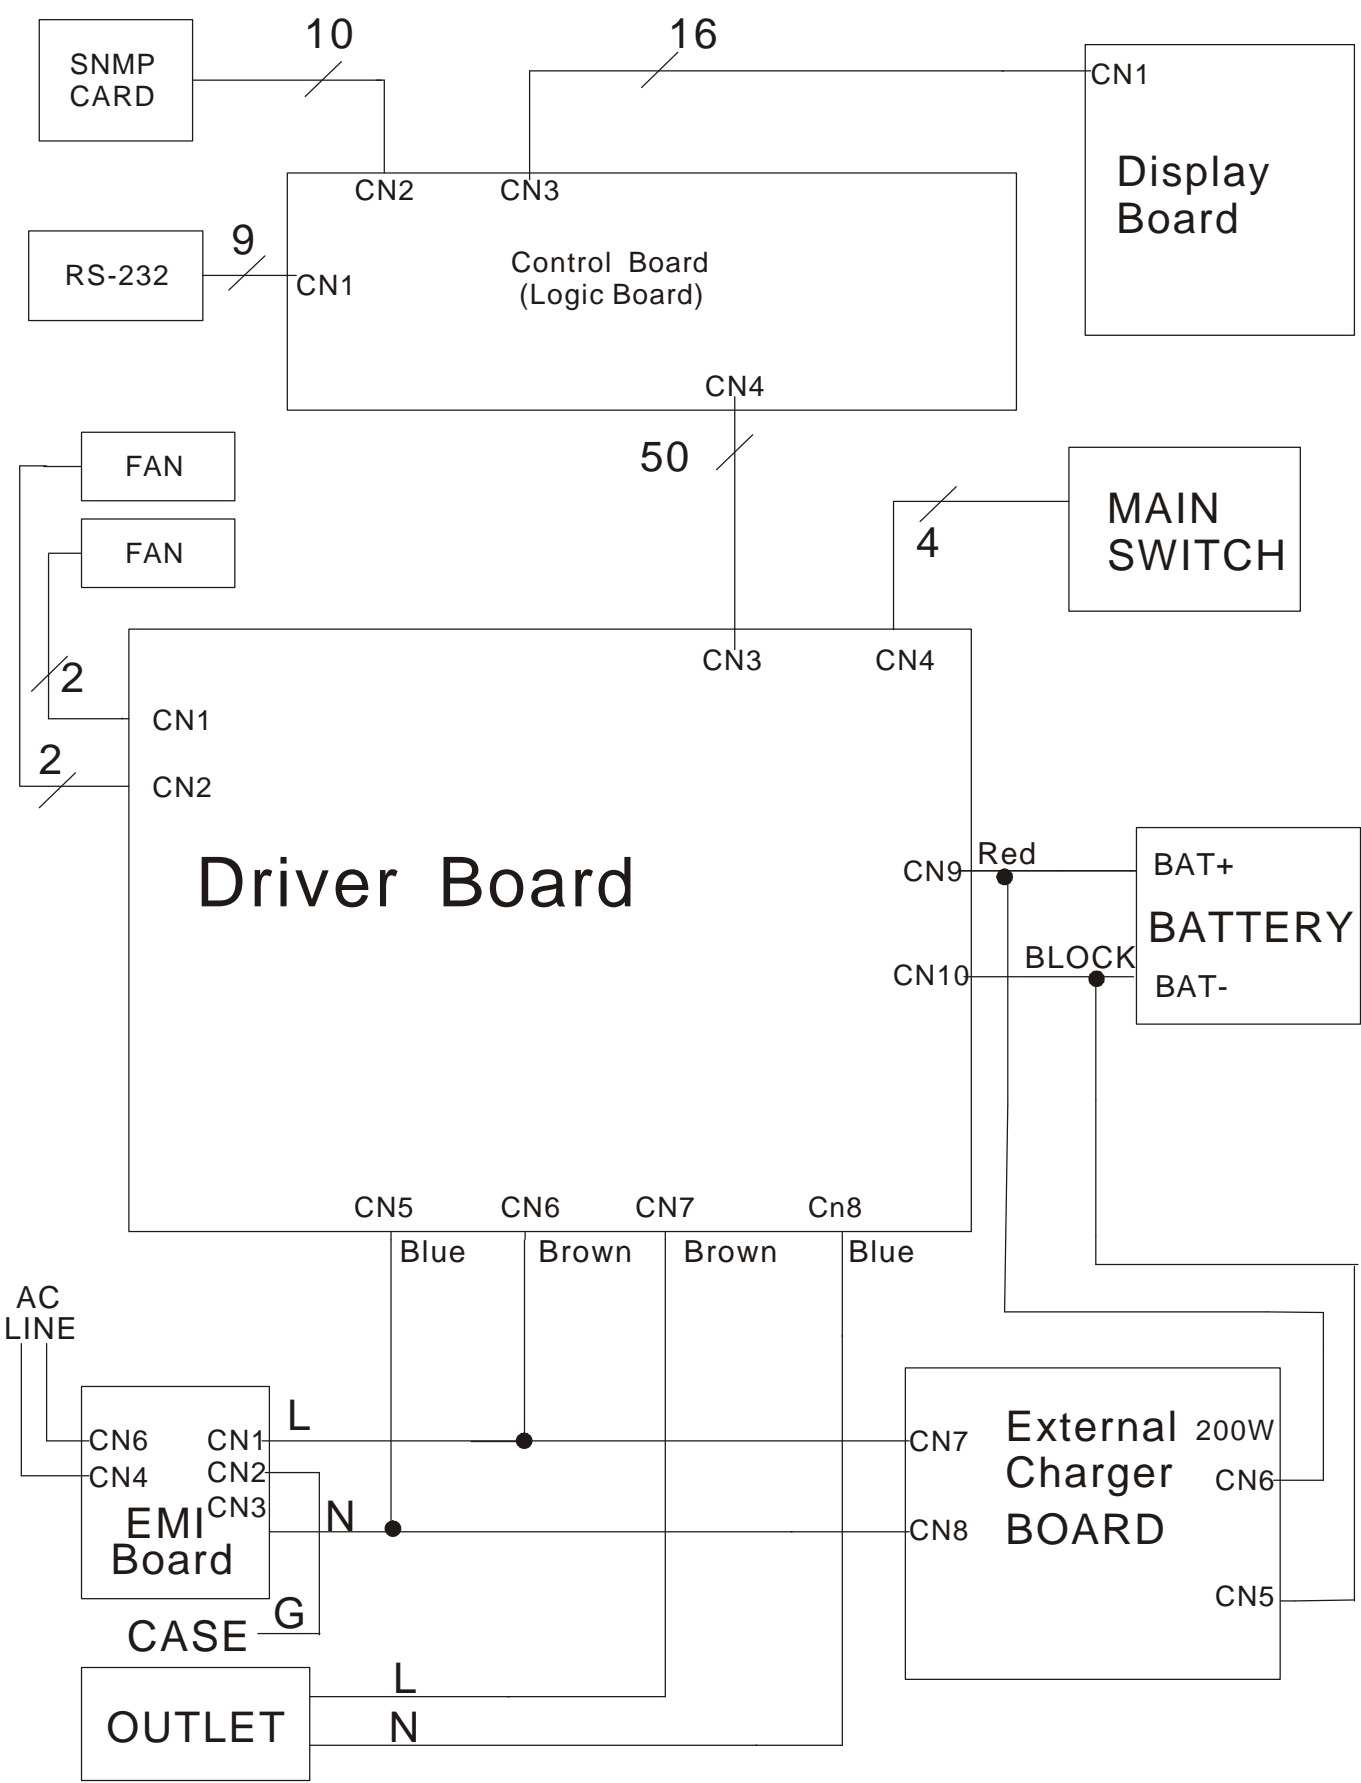 10
16
SNMP
CARD
CN1
Display
Board
CN2
CN3
9
RS-232
CN1
Control Board
(Logic Board)
CN4
50
FAN
FAN
MAIN
SWITCH
4
CN3
CN4
2
CN1
2
CN2
Driver Board
CN9
Red
BAT+
BATTERY
BLOCK
CN10
BAT-
CN5
CN6
CN7
Cn8
Blue
Brown
Brown
Blue
AC
LINE
L
CN6
CN1
CN4
CN2
CN3
N
EMI
Board
CN7
External
200W
Charger
CN6
CN8
BOARD
CN5
G
CASE
L
OUTLET
N